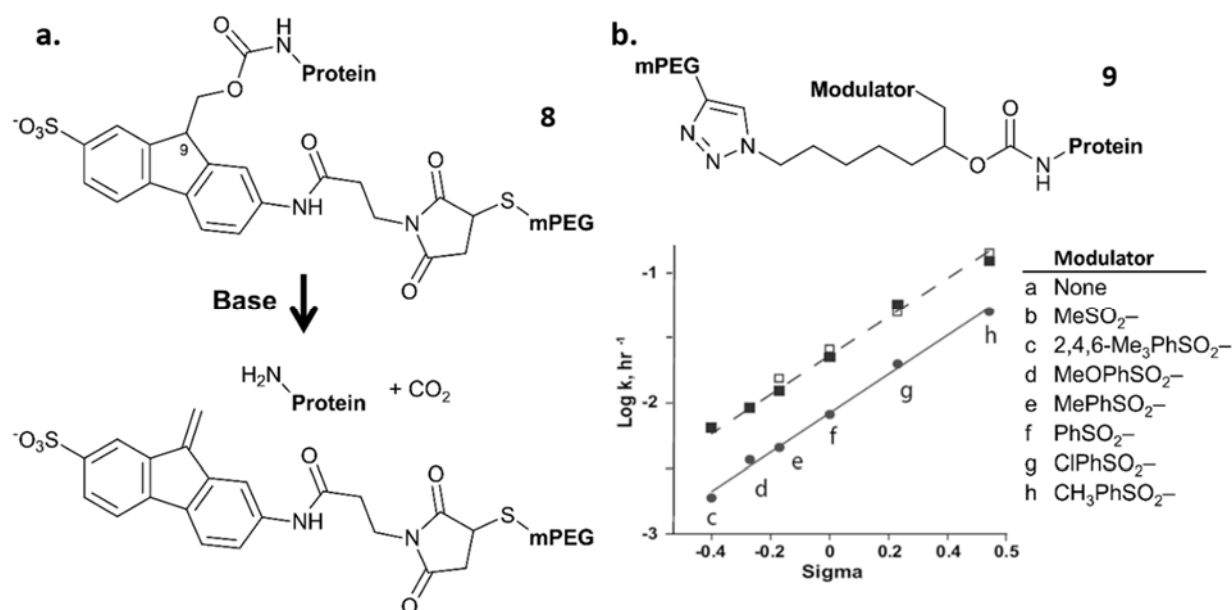 a.
O
H
N
Protein
O
⁻O3S
9
8
O
NH
O
N
O
S
mPEG
Base
H2N
Protein
+ CO2
⁻O3S
O
NH
O
N
O
S
mPEG
b.
mPEG
N
N
N
Modulator
9
O
O
N
H
Protein
Log k, hr ⁻¹
-1
-2
-3
c
d
e
f
g
h
-0.4
-0.2
0
0.2
0.4
0.5
Sigma
Modulator
a None
b MeSO2–
c 2,4,6-Me3PhSO2–
d MeOPhSO2–
e MePhSO2–
f PhSO2–
g ClPhSO2–
h CH3PhSO2–